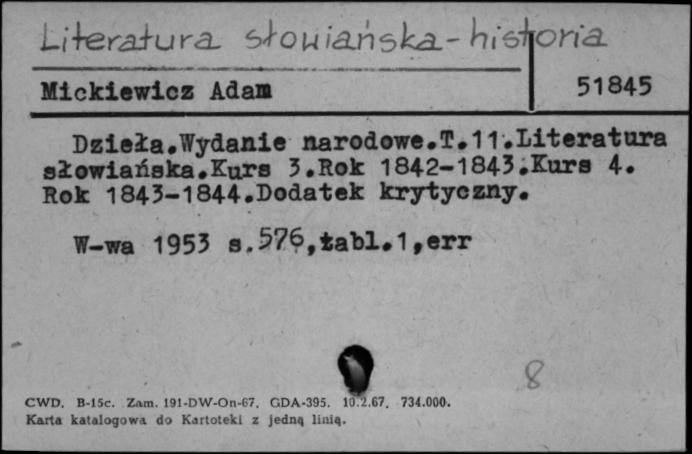 Literatura słowiańska - historia
Mickiewicz Adam
51845
Dzieła.Wydanie narodowe.T.11.Literatura
słowiańska.Kurs 3.Rok 1842-1843.Kurs 4.
Rok 1843-1844.Dodatek krytyczny.
W-wa 1953 s.576,tabl.1,err
8
CWD. B-15c. Zam. 191-DW-On-67. GDA-395. 10.2.67. 734.000.
Karta katalogowa do Kartoteki z jedną linią.